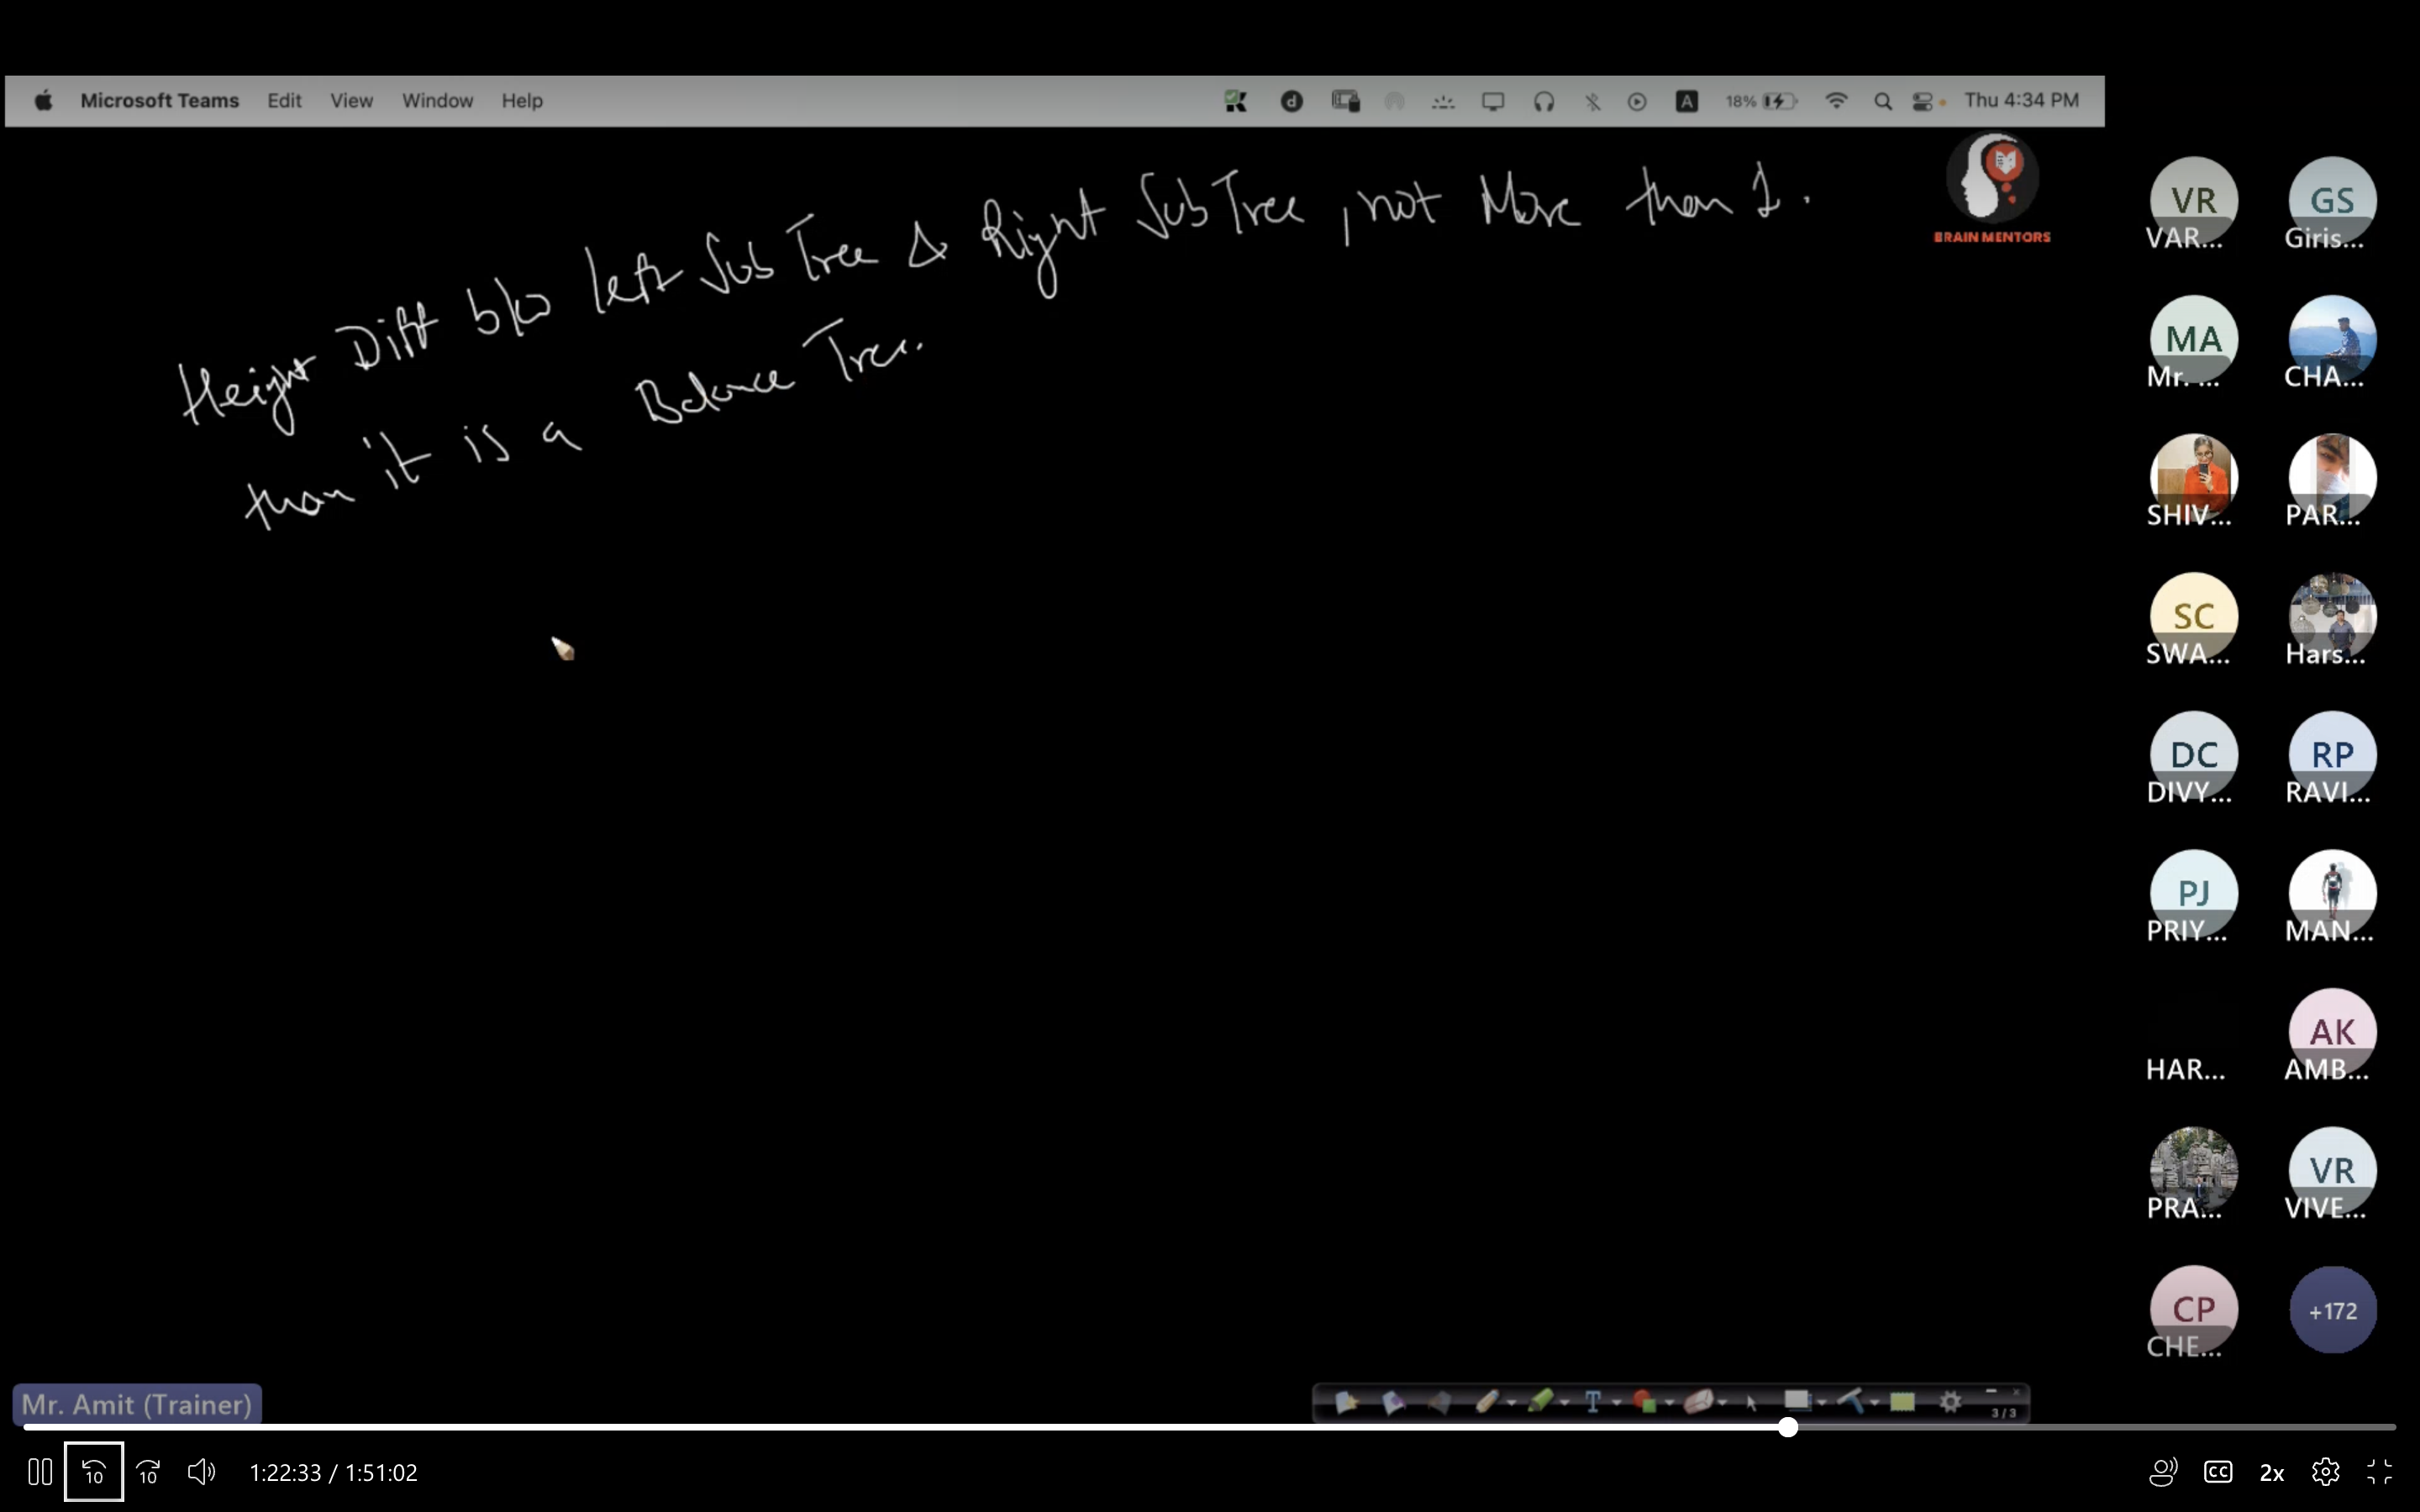 Microsoft Teams Edit View Window Help 18% Thu 4:34 PM
BRAIN MENTORS
Height Diff b/w left Sub Tree & Right Sub Tree, not More than 1.
than it is a Balance Tree.
VR GS
VAR... Giris...
MA
Mr. ... CHA...
SHIV... PAR...
SC
SWA... Hars...
DC RP
DIVY... RAVI...
PJ
PRIY... MAN...
AK
HAR... AMB...
VR
PRA... VIVE...
CP +172
CHE...
Mr. Amit (Trainer)
3/3
10 10 1:22:33 / 1:51:02 CC 2x